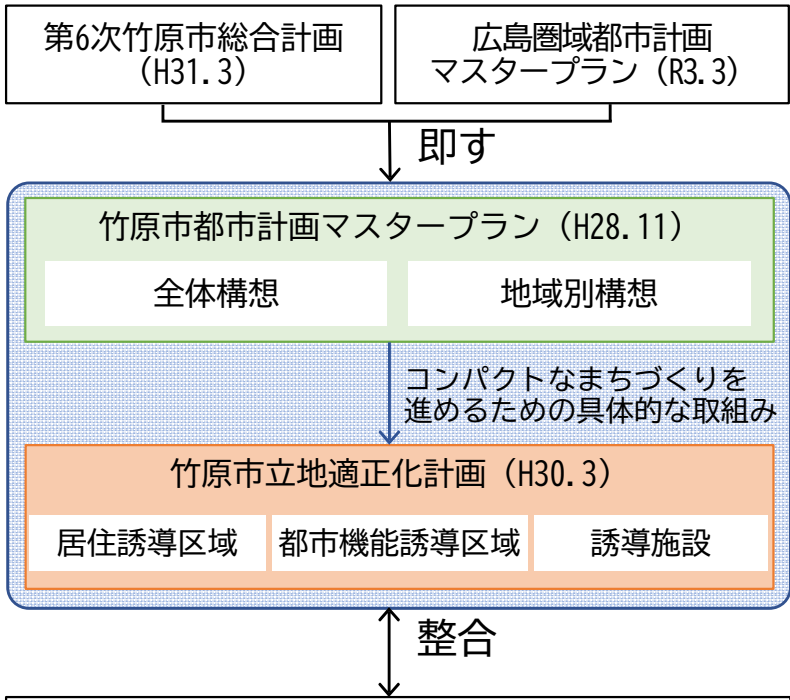 第6次竹原市総合計画
(H31.3)
広島圏域都市計画
マスタープラン（R3.3）
即す
竹原市都市計画マスタープラン（H28.11）
全体構想
地域別構想
コンパクトなまちづくりを
進めるための具体的な取組み
竹原市立地適正化計画（H30.3）
居住誘導区域
都市機能誘導区域
誘導施設
整合